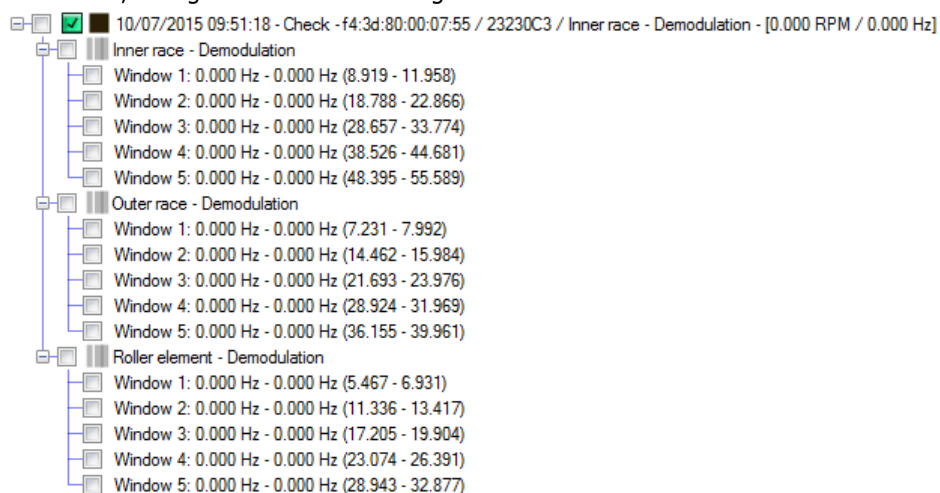 10/07/2015 09:51:18 - Check - f4:3d:80:00:07:55 / 23230C3 / Inner race - Demodulation - [0.000 RPM / 0.000 Hz]
Inner race - Demodulation
Window 1: 0.000 Hz - 0.000 Hz (8.919 - 11.958)
Window 2: 0.000 Hz - 0.000 Hz (18.788 - 22.866)
Window 3: 0.000 Hz - 0.000 Hz (28.657 - 33.774)
Window 4: 0.000 Hz - 0.000 Hz (38.526 - 44.681)
Window 5: 0.000 Hz - 0.000 Hz (48.395 - 55.589)
Outer race - Demodulation
Window 1: 0.000 Hz - 0.000 Hz (7.231 - 7.992)
Window 2: 0.000 Hz - 0.000 Hz (14.462 - 15.984)
Window 3: 0.000 Hz - 0.000 Hz (21.693 - 23.976)
Window 4: 0.000 Hz - 0.000 Hz (28.924 - 31.969)
Window 5: 0.000 Hz - 0.000 Hz (36.155 - 39.961)
Roller element - Demodulation
Window 1: 0.000 Hz - 0.000 Hz (5.467 - 6.931)
Window 2: 0.000 Hz - 0.000 Hz (11.336 - 13.417)
Window 3: 0.000 Hz - 0.000 Hz (17.205 - 19.904)
Window 4: 0.000 Hz - 0.000 Hz (23.074 - 26.391)
Window 5: 0.000 Hz - 0.000 Hz (28.943 - 32.877)